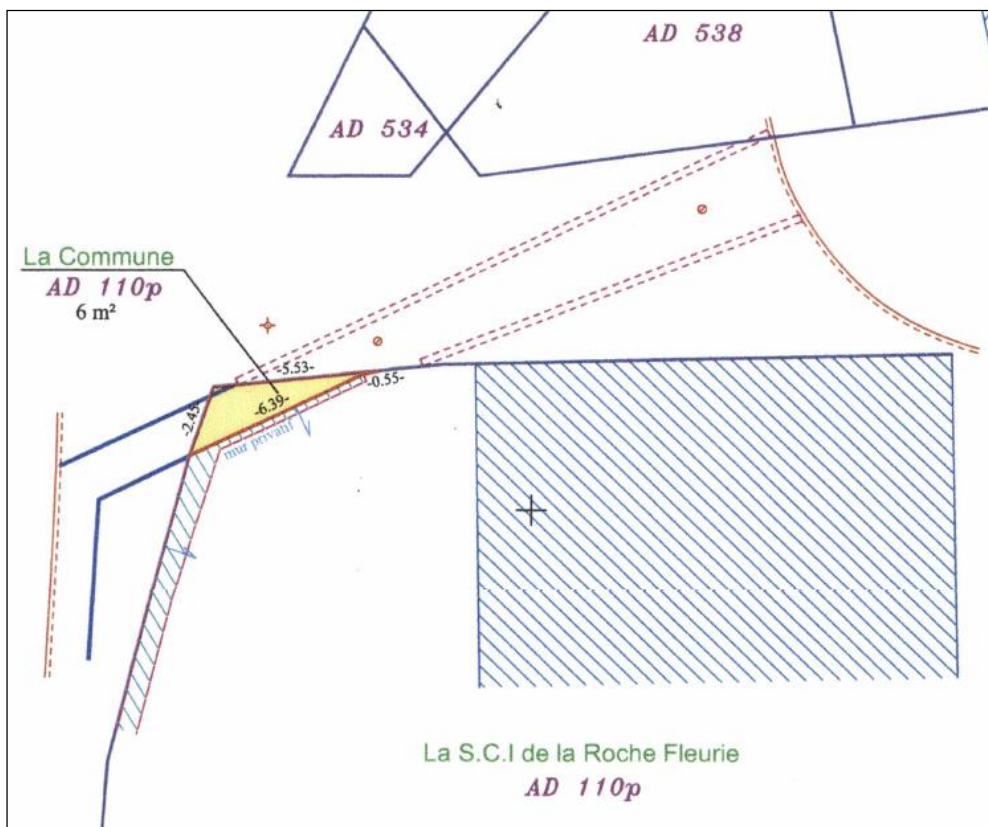 AD 538
AD 534
La Commune
AD 110p
6 m²
-5.53-
-0.55-
-6.39-
-2.45-
mur privatif
La S.C.I de la Roche Fleurie
AD 110p